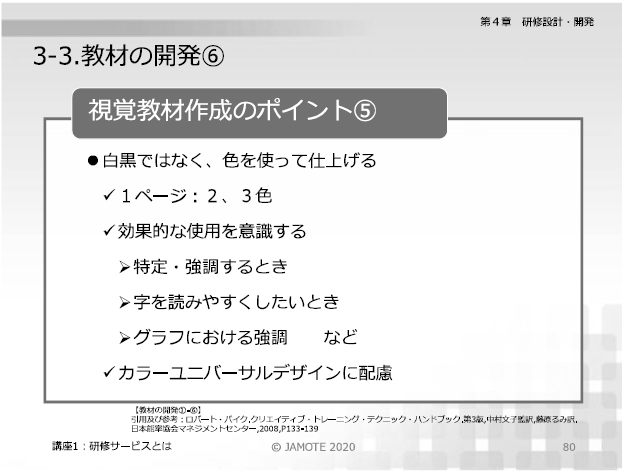 第４章　研修設計・開発
3-3.教材の開発⑥
視覚教材作成のポイント⑤
●白黒ではなく、色を使って仕上げる
✓１ページ：２、３色
✓効果的な使用を意識する
➢特定・強調するとき
➢字を読みやすくしたいとき
➢グラフにおける強調　　など
✓カラーユニバーサルデザインに配慮
【教材の開発①-⑥】
引用及び参考：ロバート・パイク,クリエイティブ・トレーニング・テクニック・ハンドブック,第3版,中村文子監訳,藤原るみ訳,
日本能率協会マネジメントセンター,2008,P133-139
講座1：研修サービスとは
© JAMOTE 2020
80